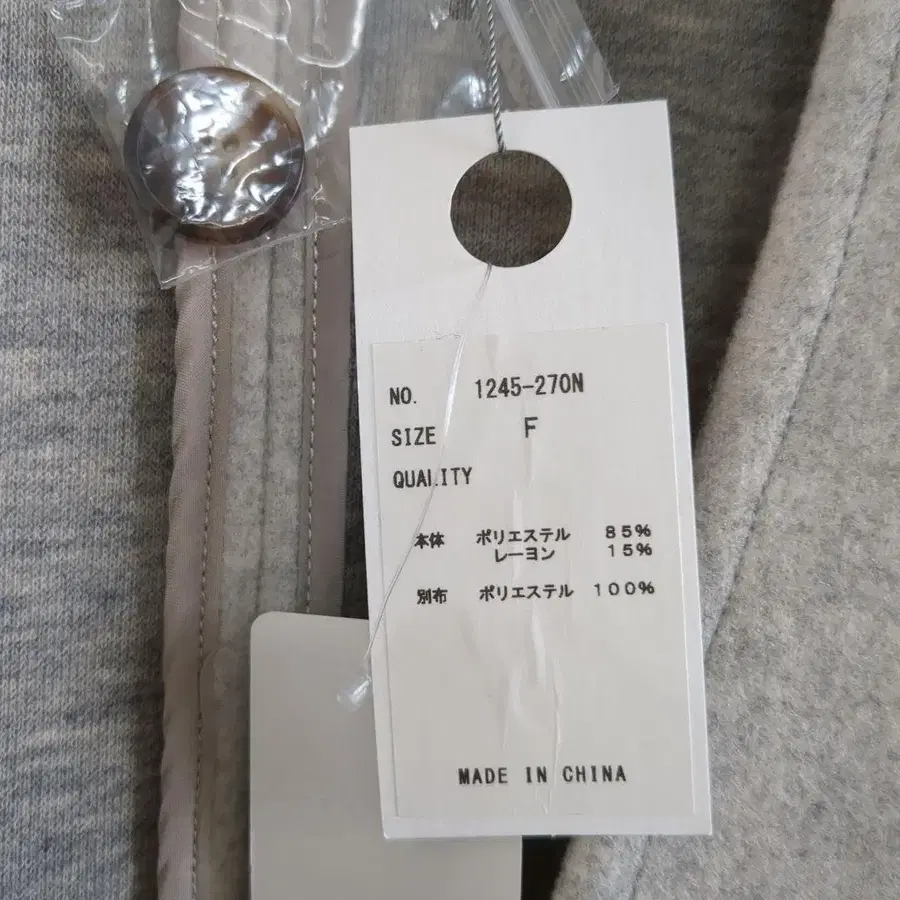 NO. 1245-270N
SIZE F
QUALITY
本体 ポリエステル 85%
レーヨン 15%
別布 ポリエステル 100%
MADE IN CHINA